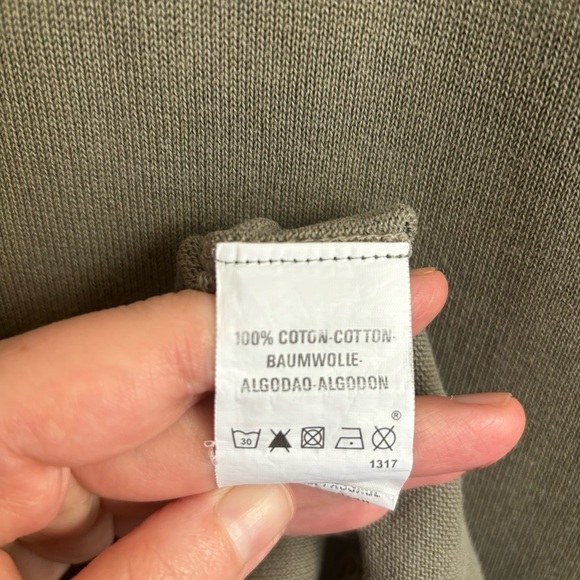 100% COTON-COTTON-
BAUMWOLLE-
ALGODAO-ALGODON
®
30
1317